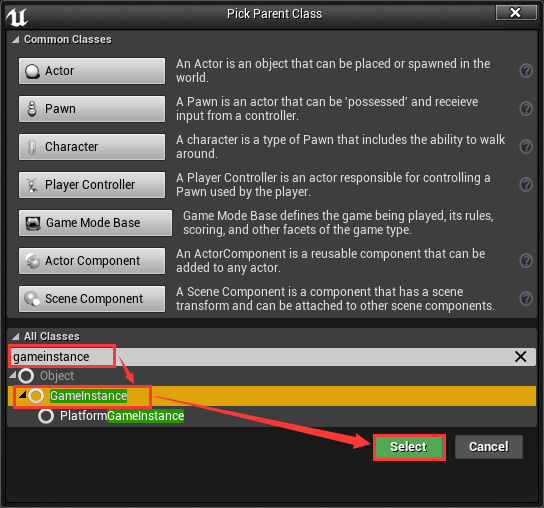 Pick Parent Class
Common Classes
Actor
An Actor is an object that can be placed or spawned in the
world.
Pawn
A Pawn is an actor that can be 'possessed' and receieve
input from a controller.
Character
A character is a type of Pawn that includes the ability to walk
around.
Player Controller
A Player Controller is an actor responsible for controlling a
Pawn used by the player.
Game Mode Base
Game Mode Base defines the game being played, its rules,
scoring, and other facets of the game type.
Actor Component
An ActorComponent is a reusable component that can be
added to any actor.
Scene Component
A Scene Component is a component that has a scene
transform and can be attached to other scene components.
All Classes
gameinstance
Object
GameInstance
PlatformGameInstance
Select
Cancel